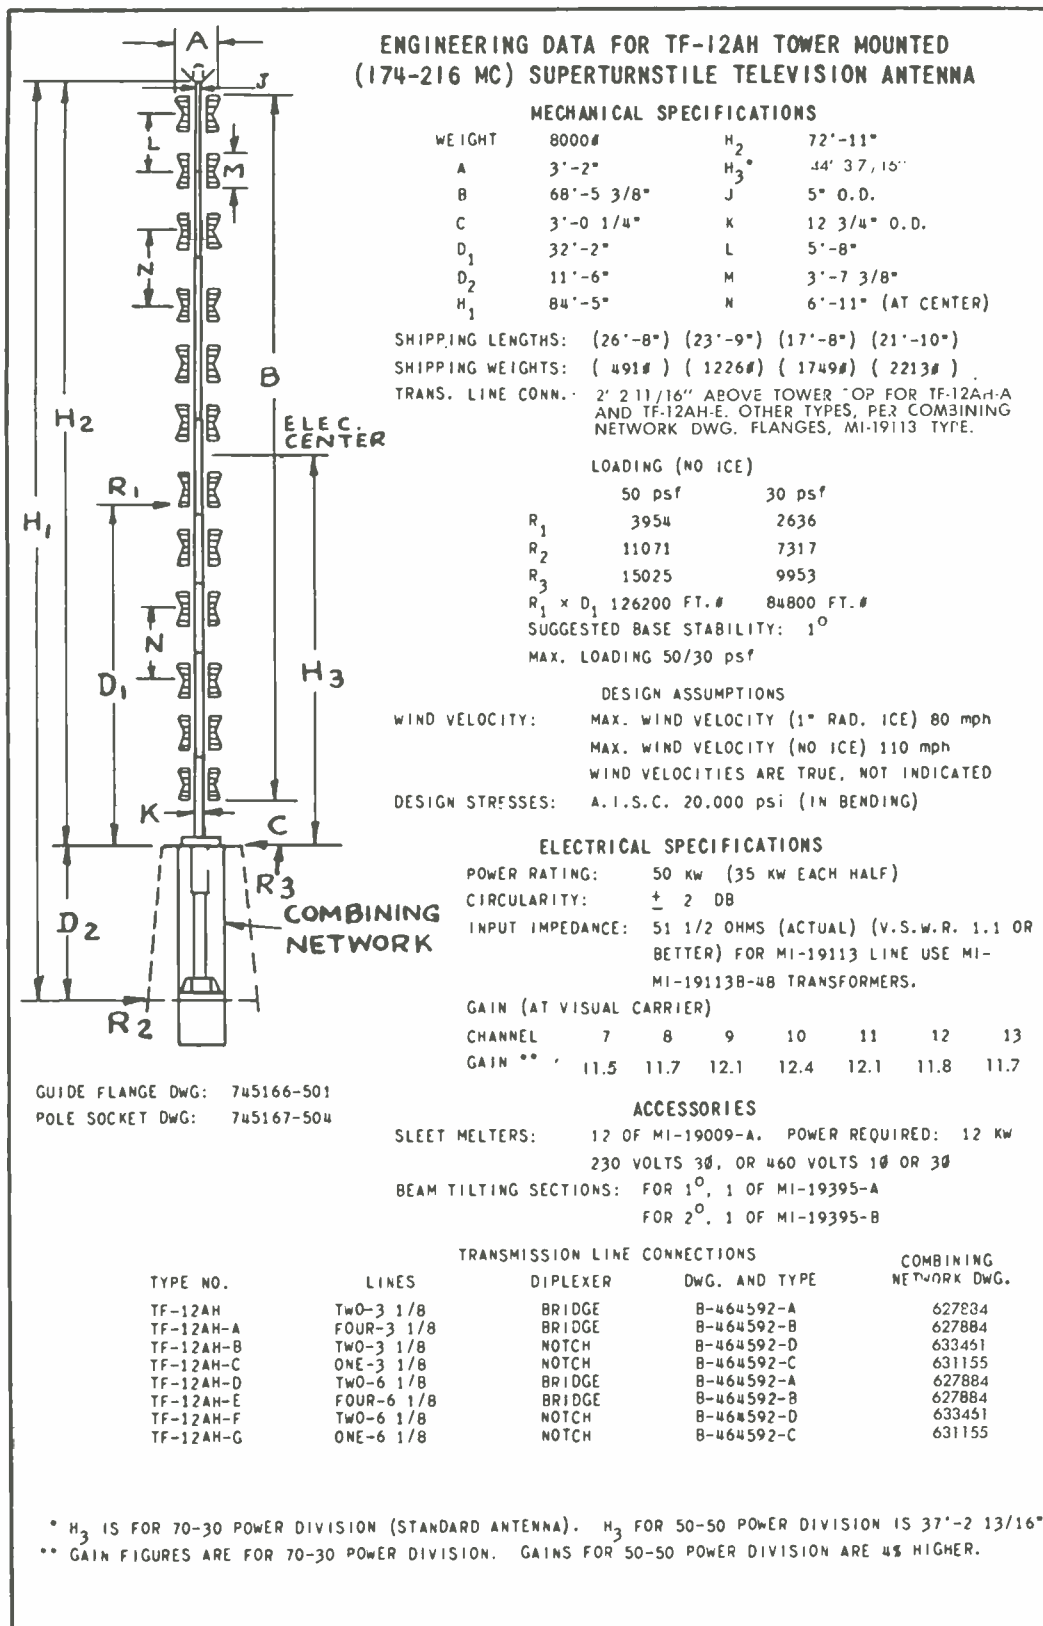 ENGINEERING DATA FOR TF-12AH TOWER MOUNTED
(174-216 MC) SUPERTURNSTILE TELEVISION ANTENNA
MECHANICAL SPECIFICATIONS
WEIGHT 8000# H2 72'-11"
A 3'-2" H3*
B 68'-5 3/8" J 5" O.D.
C 3'-0 1/4" K 12 3/4" O.D.
D1 32'-2" L 5'-8"
D2 11'-6" M 3'-7 3/8"
H1 84'-5" N 6'-11" (AT CENTER)
SHIPPING LENGTHS: (26'-8") (23'-9") (17'-8") (21'-10")
SHIPPING WEIGHTS: ( 491# ) ( 1226#) ( 1749#) ( 2213# )
TRANS. LINE CONN. 2' 2 11/16" ABOVE TOWER TOP FOR TF-12AH-A
AND TF-12AH-E. OTHER TYPES, PER COMBINING
NETWORK DWG. FLANGES, MI-19113 TYPE.
LOADING (NO ICE)
50 psf 30 psf
R1 3954 2636
R2 11071 7317
R3 15025 9953
R1 × D1 126200 FT.# 84800 FT.#
SUGGESTED BASE STABILITY: 1°
MAX. LOADING 50/30 psf
DESIGN ASSUMPTIONS
WIND VELOCITY: MAX. WIND VELOCITY (1" RAD. ICE) 80 mph
MAX. WIND VELOCITY (NO ICE) 110 mph
WIND VELOCITIES ARE TRUE, NOT INDICATED
DESIGN STRESSES: A.I.S.C. 20.000 psi (IN BENDING)
ELECTRICAL SPECIFICATIONS
POWER RATING: 50 KW (35 KW EACH HALF)
CIRCULARITY: ± 2 DB
INPUT IMPEDANCE: 51 1/2 OHMS (ACTUAL) (V.S.W.R. 1.1 OR
BETTER) FOR MI-19113 LINE USE MI-
MI-19113B-48 TRANSFORMERS.
GAIN (AT VISUAL CARRIER)
CHANNEL 7 8 9 10 11 12 13
GAIN ** 11.5 11.7 12.1 12.4 12.1 11.8 11.7
A
J
L
M
N
H2
B
ELEC.
CENTER
R1
H1
N
D1
H3
K
C
R3
D2
COMBINING
NETWORK
R2
GUIDE FLANGE DWG: 745166-501
POLE SOCKET DWG: 745167-504
ACCESSORIES
SLEET MELTERS: 12 OF MI-19009-A. POWER REQUIRED: 12 KW
230 VOLTS 3Ø, OR 460 VOLTS 1Ø OR 3Ø
BEAM TILTING SECTIONS: FOR 1°, 1 OF MI-19395-A
FOR 2°, 1 OF MI-19395-B
TRANSMISSION LINE CONNECTIONS
TYPE NO. LINES DIPLEXER DWG. AND TYPE COMBINING NETWORK DWG.
TF-12AH TWO-3 1/8 BRIDGE B-464592-A
TF-12AH-A FOUR-3 1/8 BRIDGE B-464592-B 627884
TF-12AH-B TWO-3 1/8 NOTCH B-464592-D 633451
TF-12AH-C ONE-3 1/8 NOTCH B-464592-C 631155
TF-12AH-D TWO-6 1/8 BRIDGE B-464592-A 627884
TF-12AH-E FOUR-6 1/8 BRIDGE B-464592-B 627884
TF-12AH-F TWO-6 1/8 NOTCH B-464592-D 633451
TF-12AH-G ONE-6 1/8 NOTCH B-464592-C 631155
* H3 IS FOR 70-30 POWER DIVISION (STANDARD ANTENNA). H3 FOR 50-50 POWER DIVISION IS 37'-2 13/16"
** GAIN FIGURES ARE FOR 70-30 POWER DIVISION. GAINS FOR 50-50 POWER DIVISION ARE 4% HIGHER.